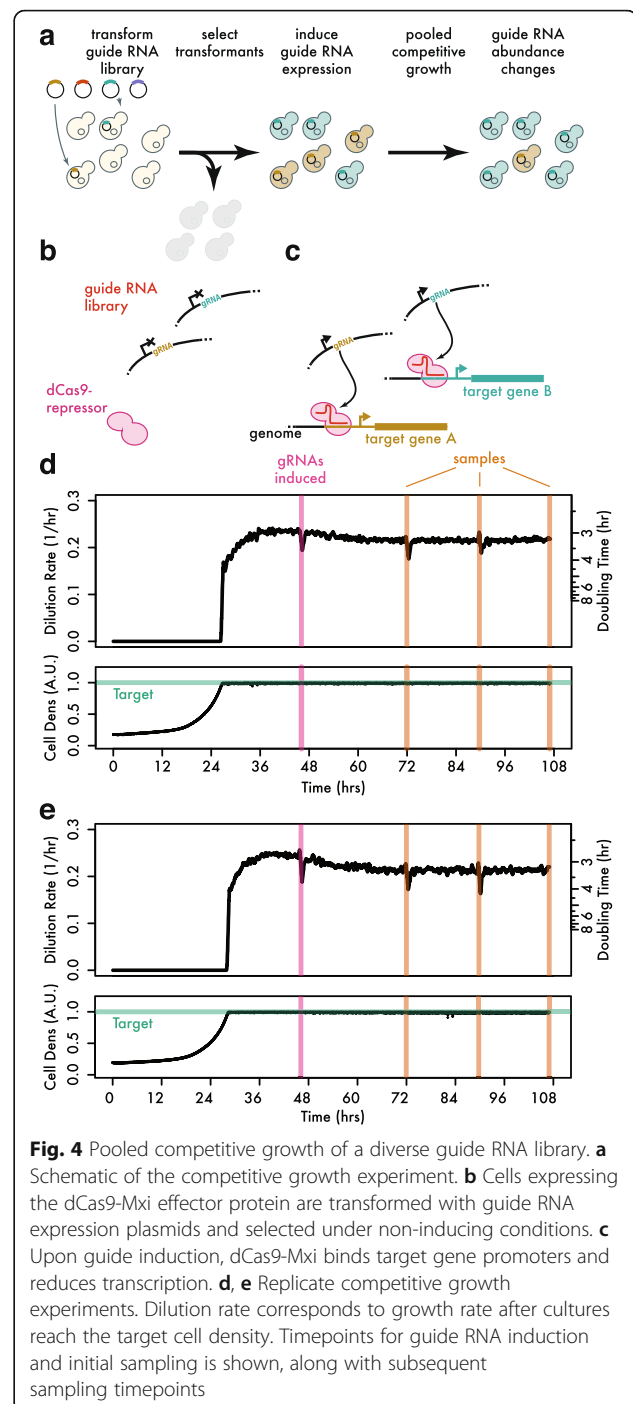 a
transform guide RNA library
select transformants
induce guide RNA expression
pooled competitive growth
guide RNA abundance changes
b
guide RNA library
gRNA
gRNA
dCas9-repressor
c
gRNA
gRNA
target gene B
genome
target gene A
d
gRNAs induced
samples
Dilution Rate (1/hr)
0.3
0.2
0.1
0.0
Doubling Time (hr)
3
4
6
8
Cell Dens (A.U.)
1.0
0.5
0.0
Target
0 12 24 36 48 60 72 84 96 108
Time (hrs)
e
Dilution Rate (1/hr)
0.3
0.2
0.1
0.0
Doubling Time (hr)
3
4
6
8
Cell Dens (A.U.)
1.0
0.5
0.0
Target
0 12 24 36 48 60 72 84 96 108
Time (hrs)
Fig. 4 Pooled competitive growth of a diverse guide RNA library. a
Schematic of the competitive growth experiment. b Cells expressing
the dCas9-Mxi effector protein are transformed with guide RNA
expression plasmids and selected under non-inducing conditions. c
Upon guide induction, dCas9-Mxi binds target gene promoters and
reduces transcription. d, e Replicate competitive growth
experiments. Dilution rate corresponds to growth rate after cultures
reach the target cell density. Timepoints for guide RNA induction
and initial sampling is shown, along with subsequent
sampling timepoints